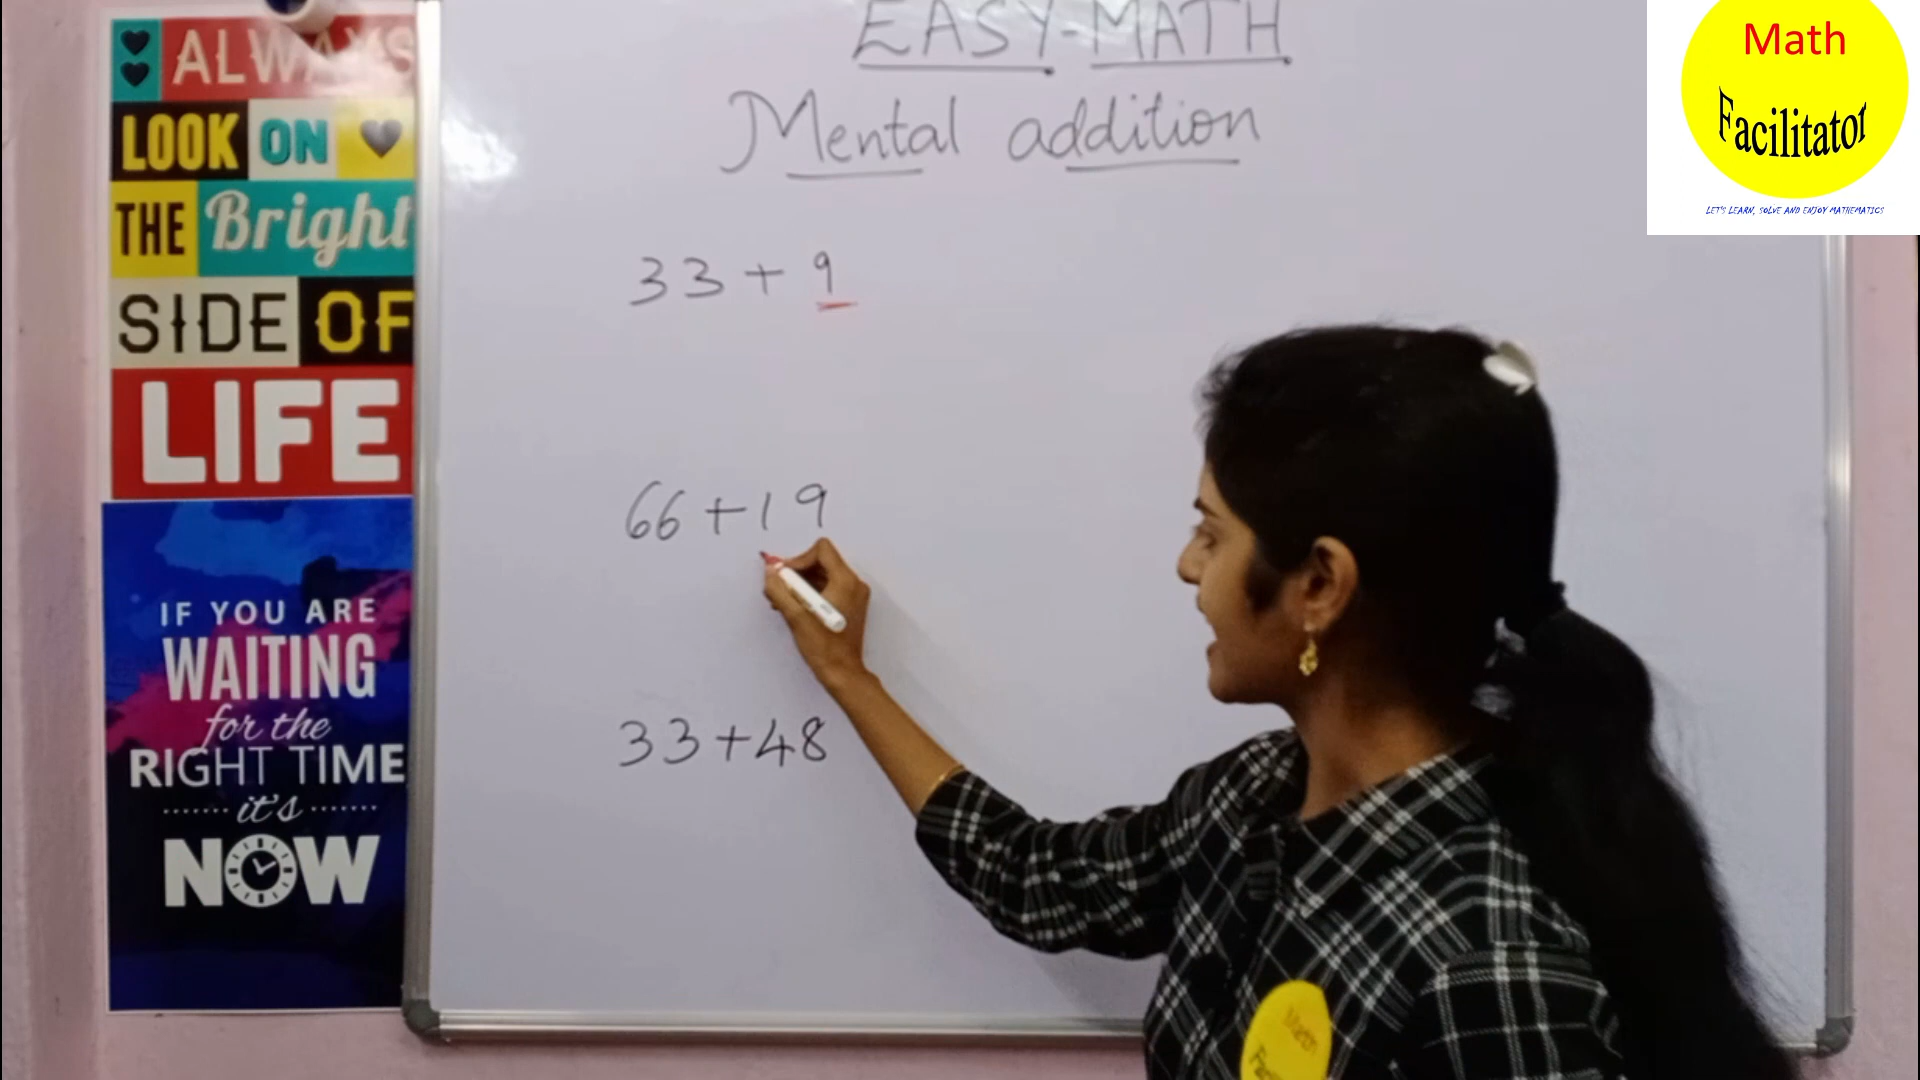 ALWAYS
LOOK ON
THE Bright
SIDE OF
LIFE
IF YOU ARE
WAITING
for the
RIGHT TIME
it's
NOW
EASY-MATH
Mental addition
33 + 9
66 + 19
33 + 48
Math
Facilitator
LET'S LEARN, SOLVE AND ENJOY MATHEMATICS
Math